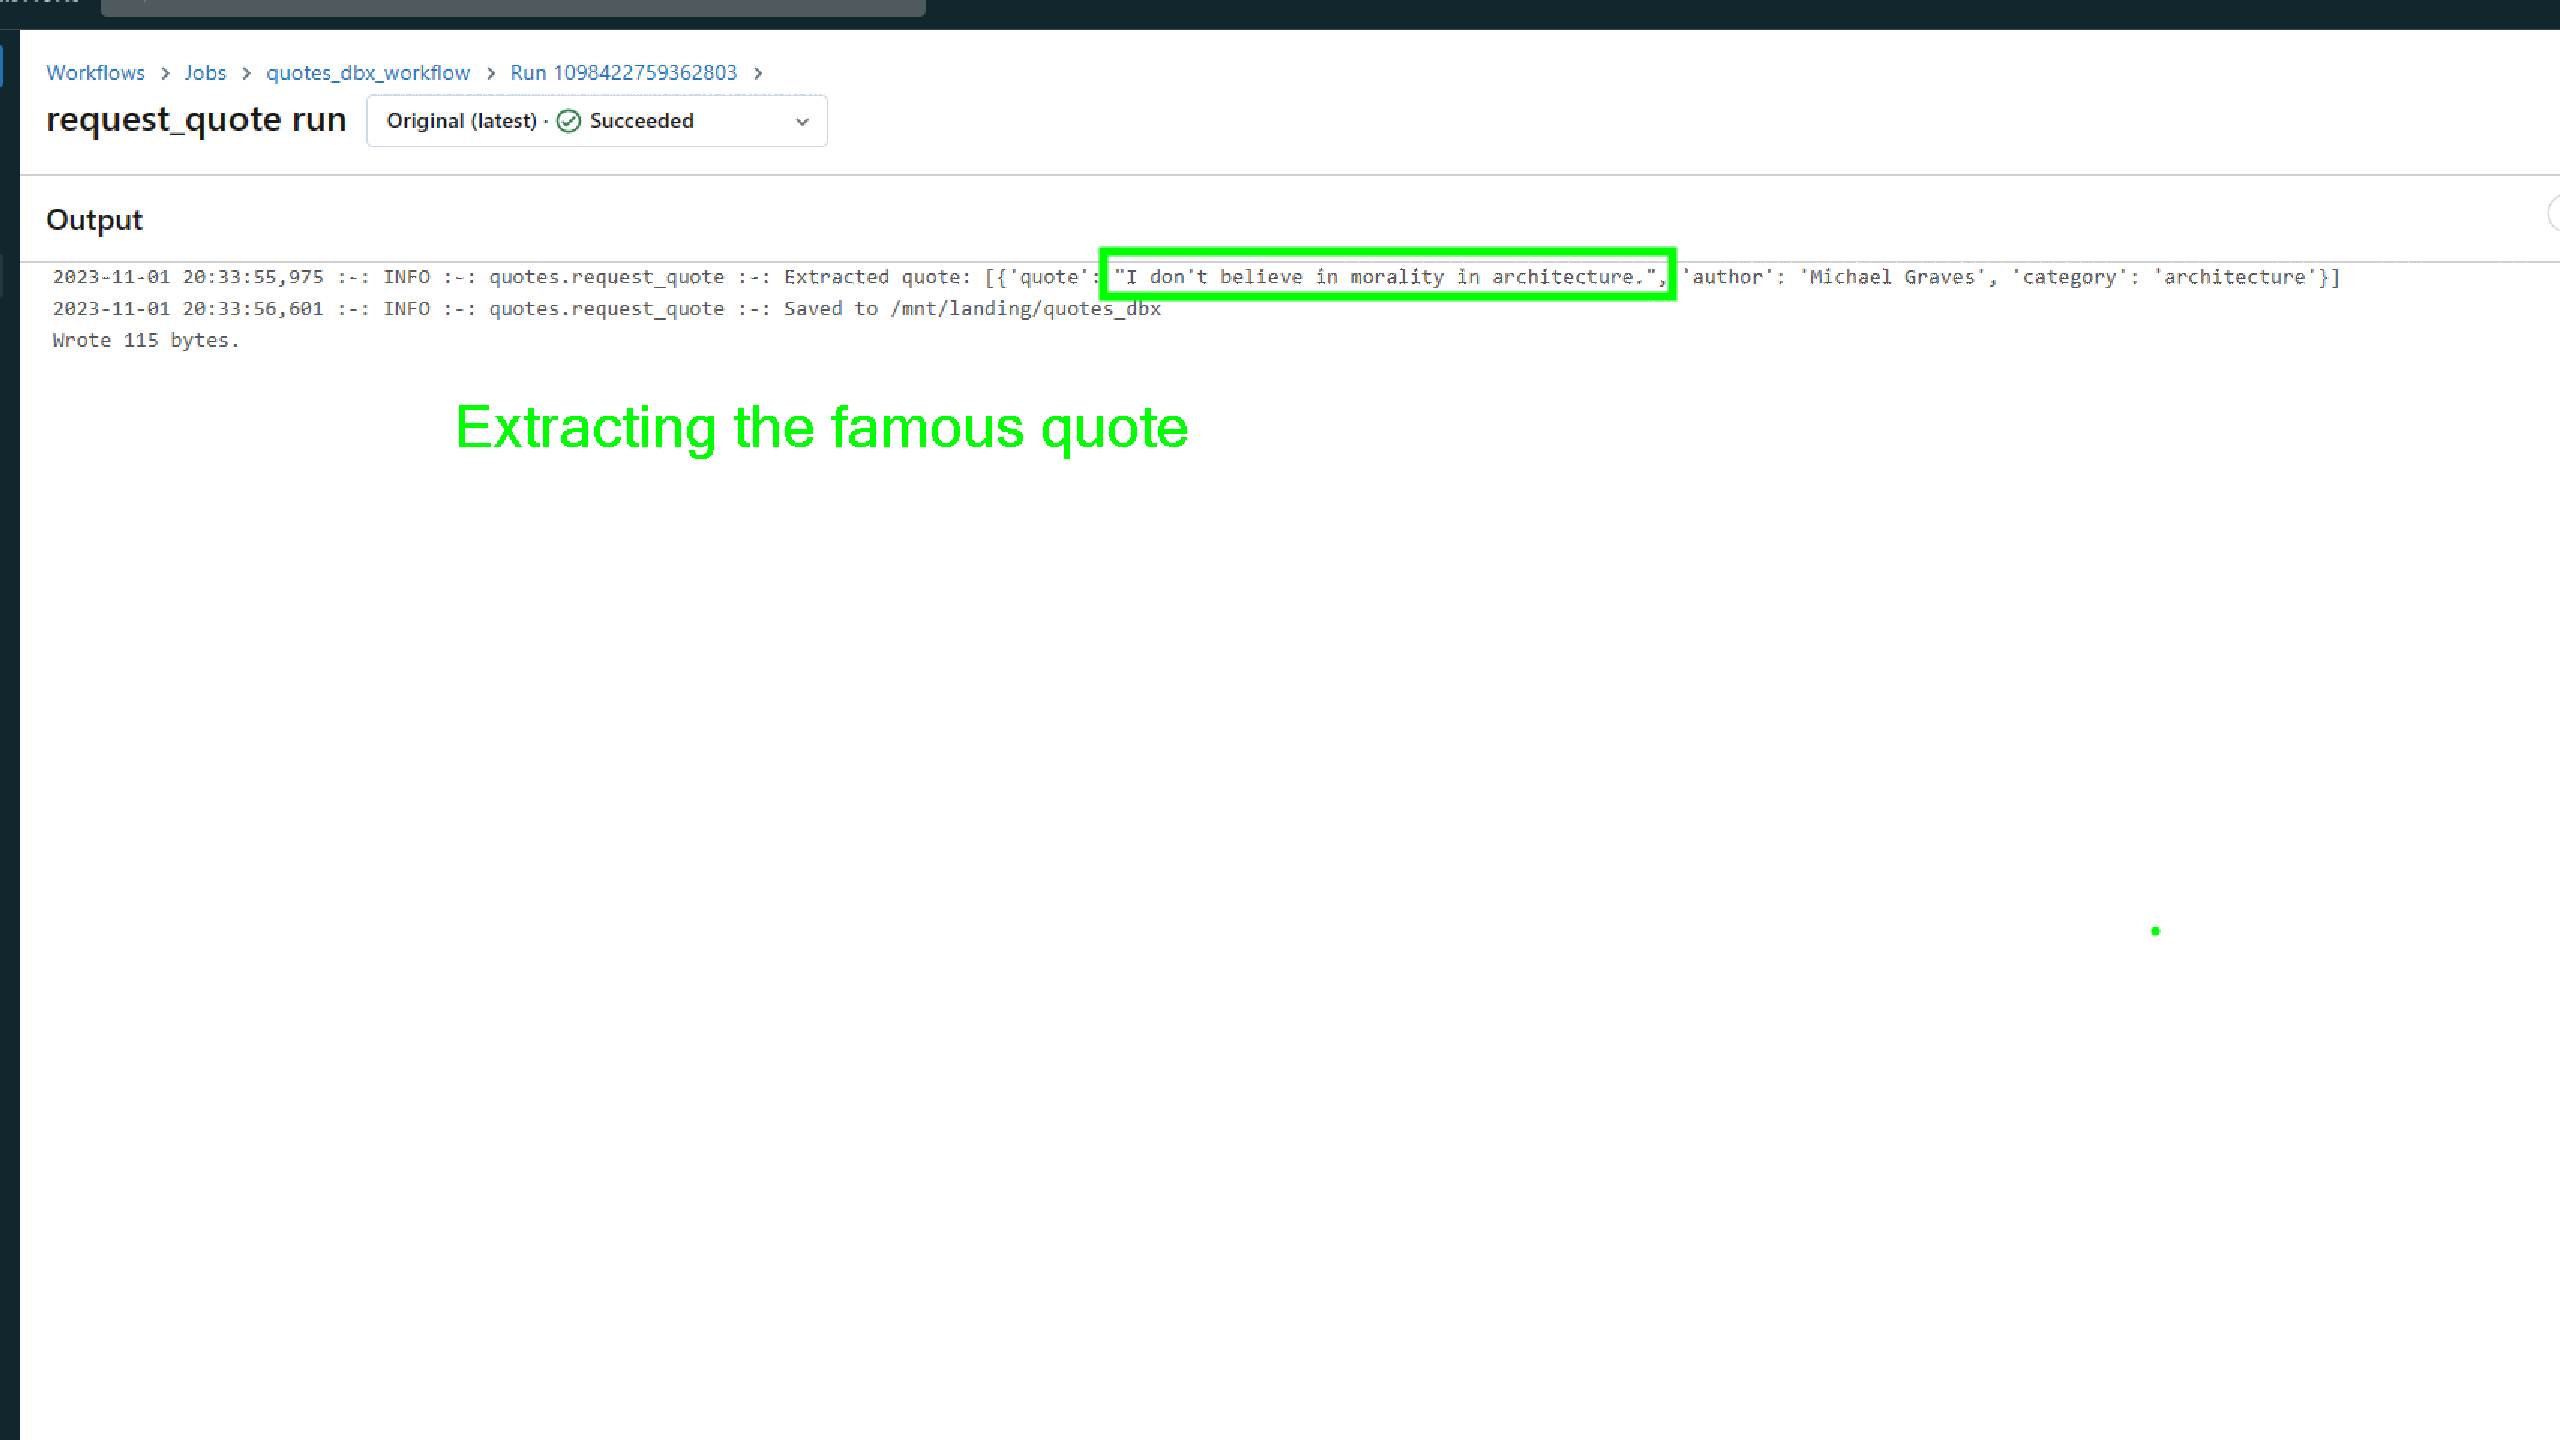 Workflows > Jobs > quotes_dbx_workflow > Run 1098422759362803 >
request_quote run
Original (latest) · Succeeded
Output
2023-11-01 20:33:55,975 :-: INFO :-: quotes.request_quote :-: Extracted quote: [{'quote': "I don't believe in morality in architecture.", 'author': 'Michael Graves', 'category': 'architecture'}]
2023-11-01 20:33:56,601 :-: INFO :-: quotes.request_quote :-: Saved to /mnt/landing/quotes_dbx
Wrote 115 bytes.
Extracting the famous quote